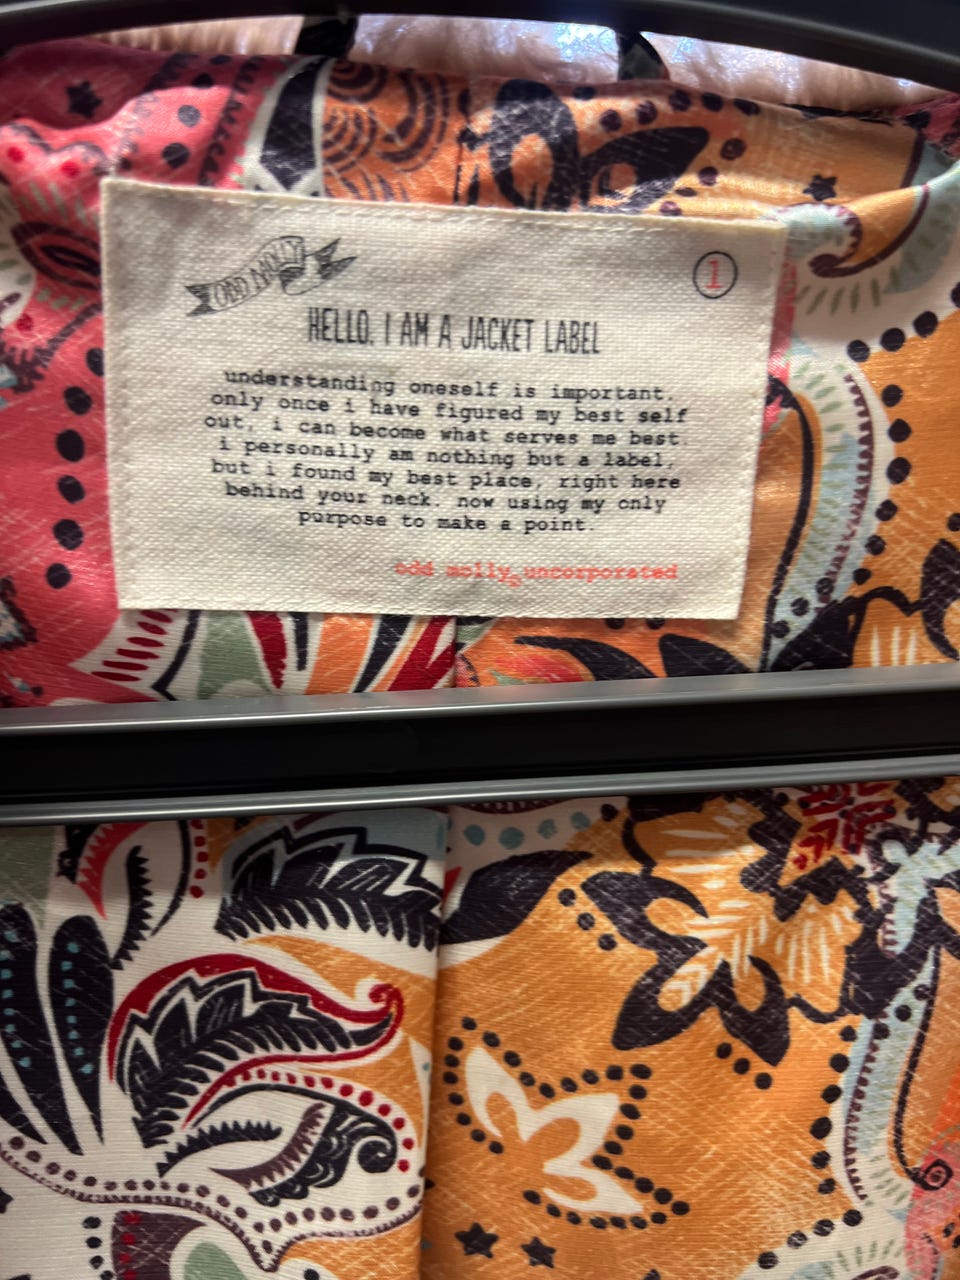 ODD MOLLY
1
HELLO. I AM A JACKET LABEL
understanding oneself is important.
only once i have figured my best self
out, i can become what serves me best.
i personally am nothing but a label,
but i found my best place, right here
behind your neck. now using my only
purpose to make a point.
odd molly® uncorporated